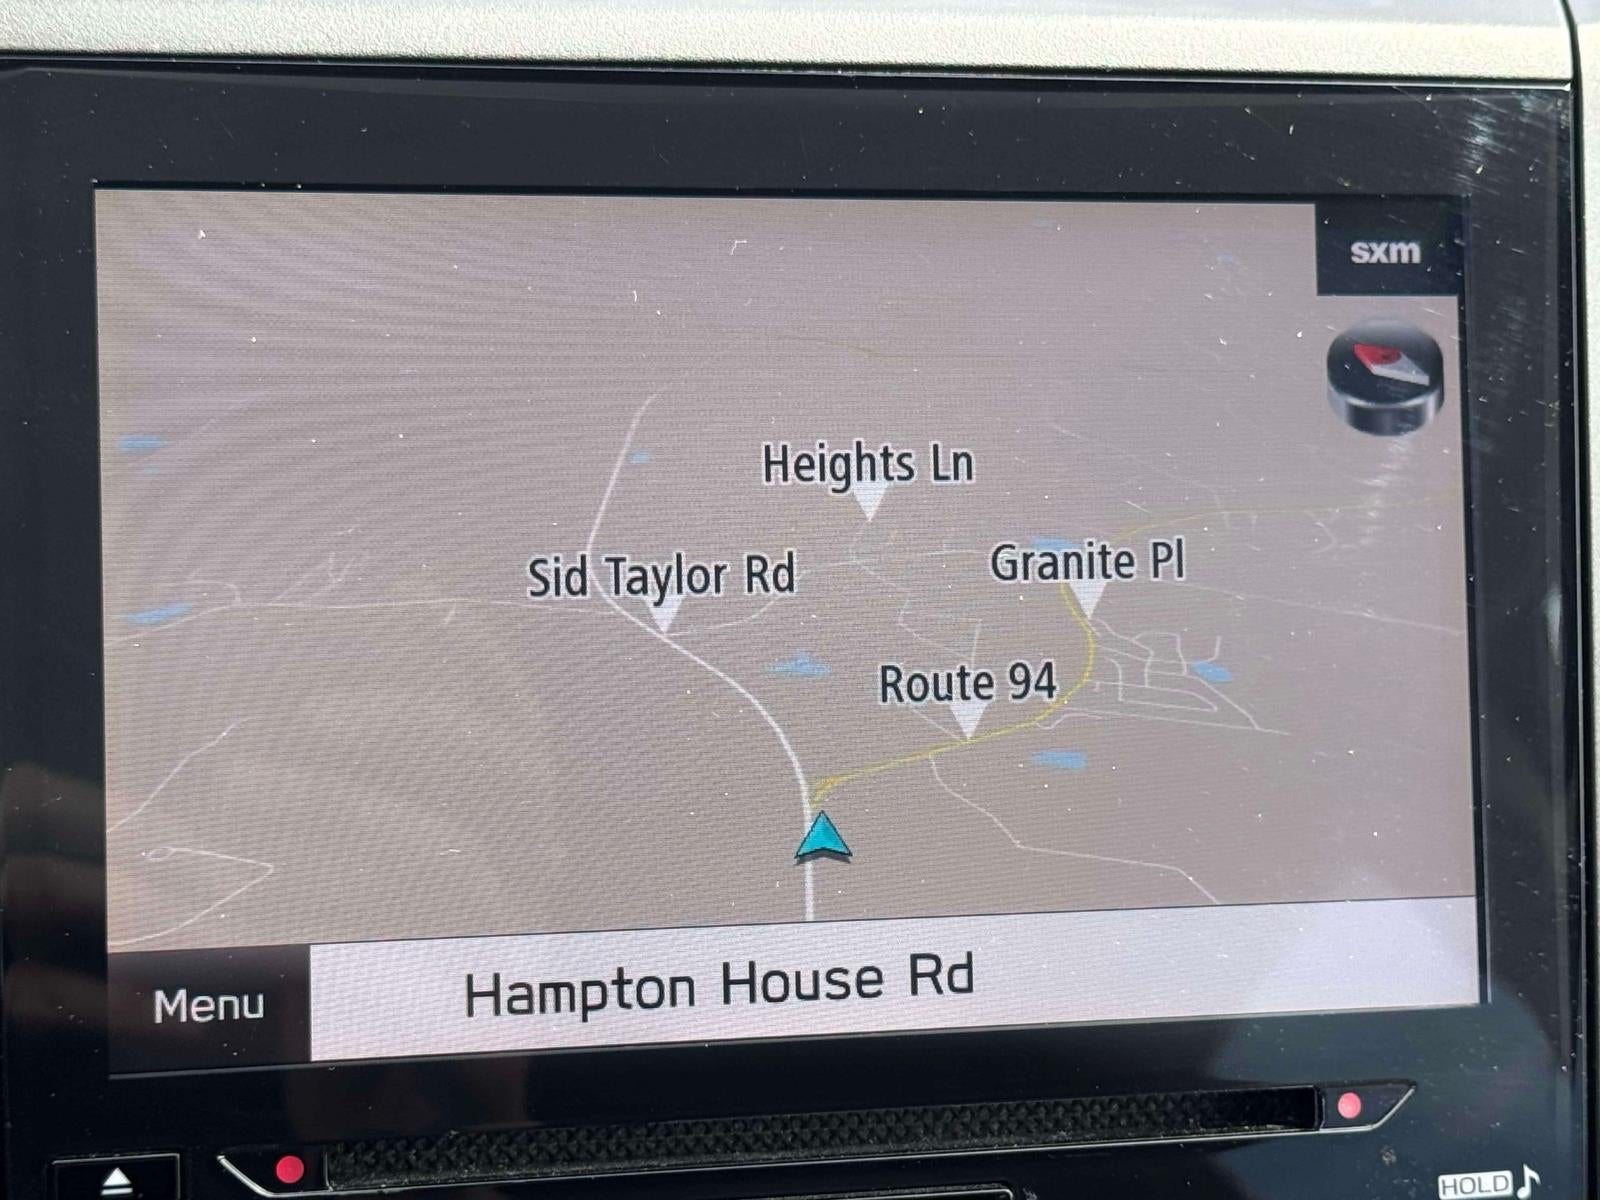 sxm
Heights Ln
Sid Taylor Rd
Granite Pl
Route 94
Menu
Hampton House Rd
HOLD